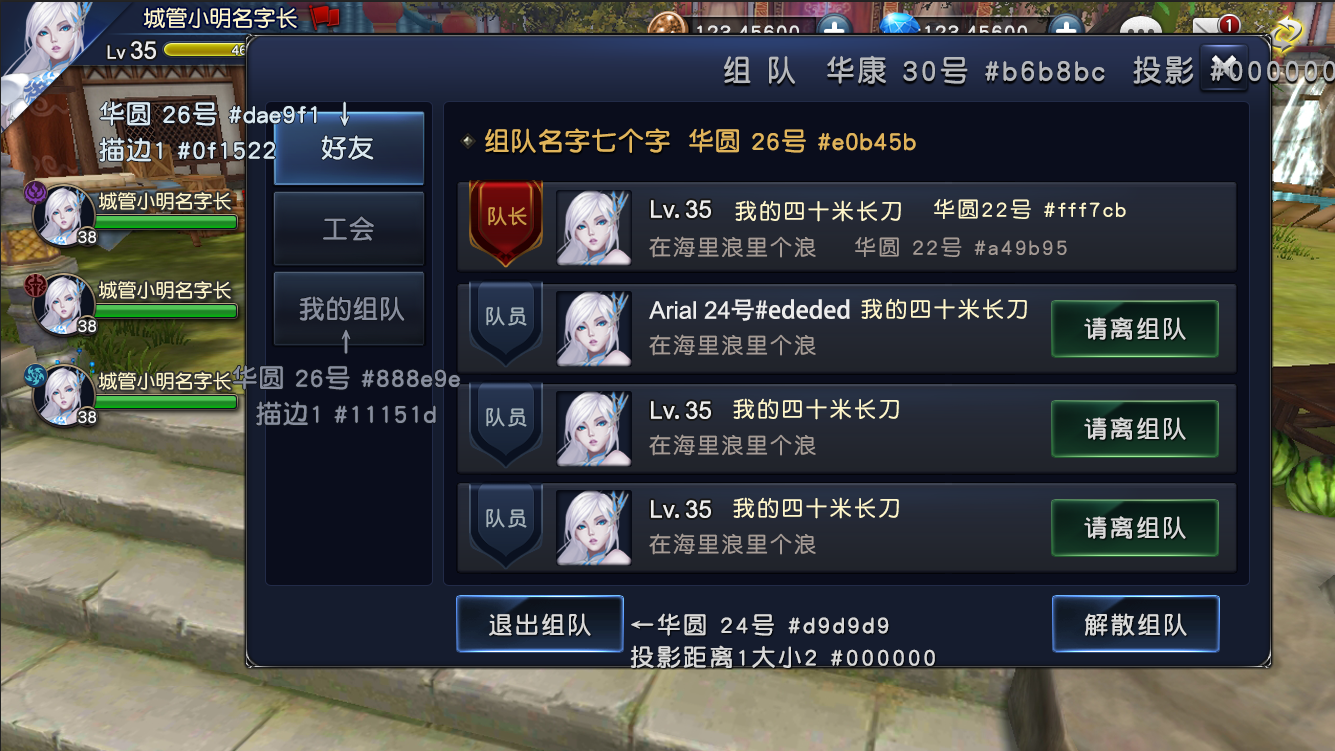 城管小明名字长
Lv 35
46
123,45600
123,45600
1
组 队 华康 30号 #b6b8bc 投影 #000000
华圆 26号 #dae9f1 ↓
描边1 #0f1522
好友
工会
我的组队
↑
华圆 26号 #888e9e
描边1 #11151d
城管小明名字长
38
城管小明名字长
38
城管小明名字长
38
组队名字七个字 华圆 26号 #e0b45b
队长
Lv. 35 我的四十米长刀 华圆22号 #fff7cb
在海里浪里个浪 华圆 22号 #a49b95
队员
Arial 24号#ededed 我的四十米长刀
在海里浪里个浪
请离组队
队员
Lv. 35 我的四十米长刀
在海里浪里个浪
请离组队
队员
Lv. 35 我的四十米长刀
在海里浪里个浪
请离组队
退出组队
←华圆 24号 #d9d9d9
投影距离1大小2 #000000
解散组队